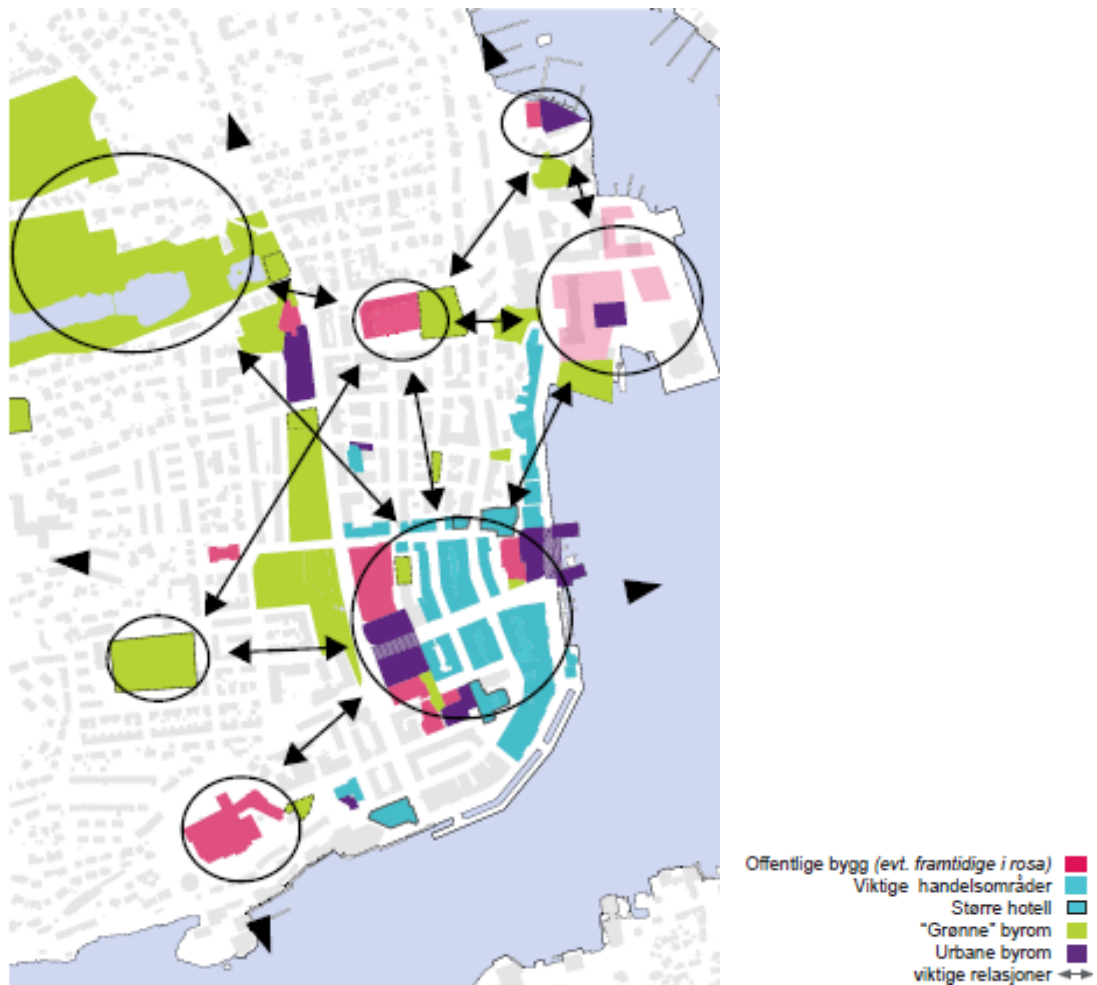 Offentlige bygg (evt. framtidige i rosa)
Viktige handelsområder
Større hotell
"Grønne" byrom
Urbane byrom
viktige relasjoner